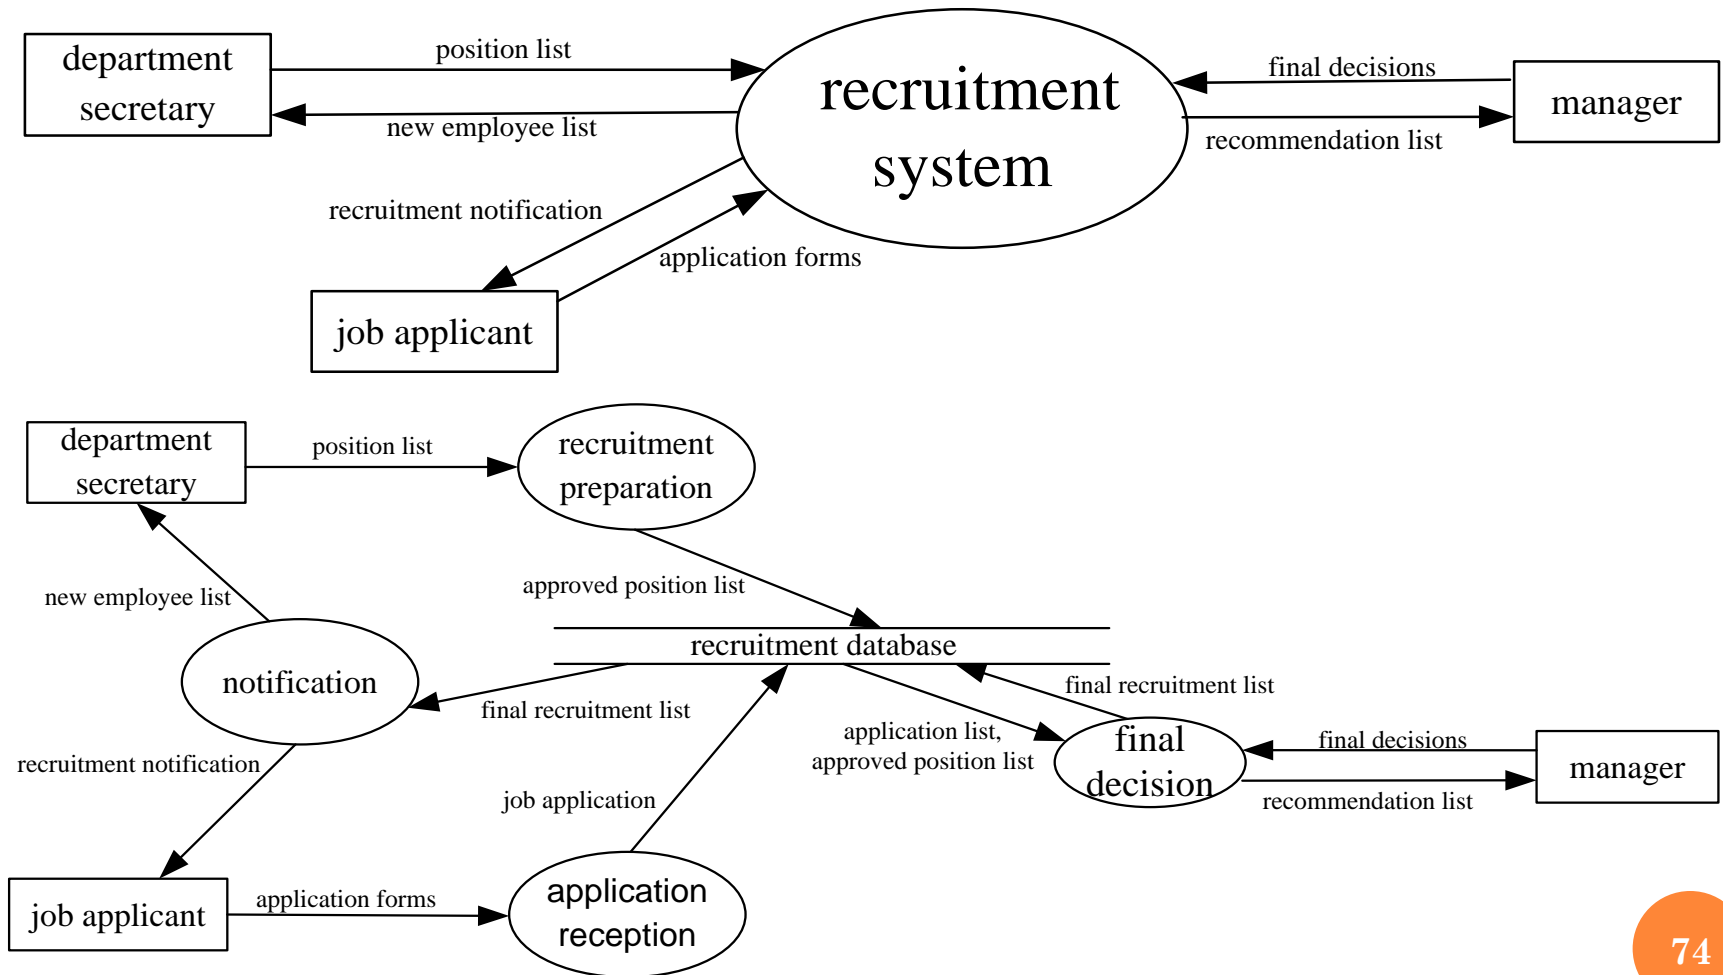 department
secretary
position list
new employee list
recruitment
system
final decisions
recommendation list
manager
recruitment notification
application forms
job applicant
department
secretary
position list
recruitment
preparation
approved position list
new employee list
recruitment database
notification
final recruitment list
final recruitment list
application list,
approved position list
final
decision
final decisions
recommendation list
manager
recruitment notification
job application
job applicant
application forms
application
reception
74